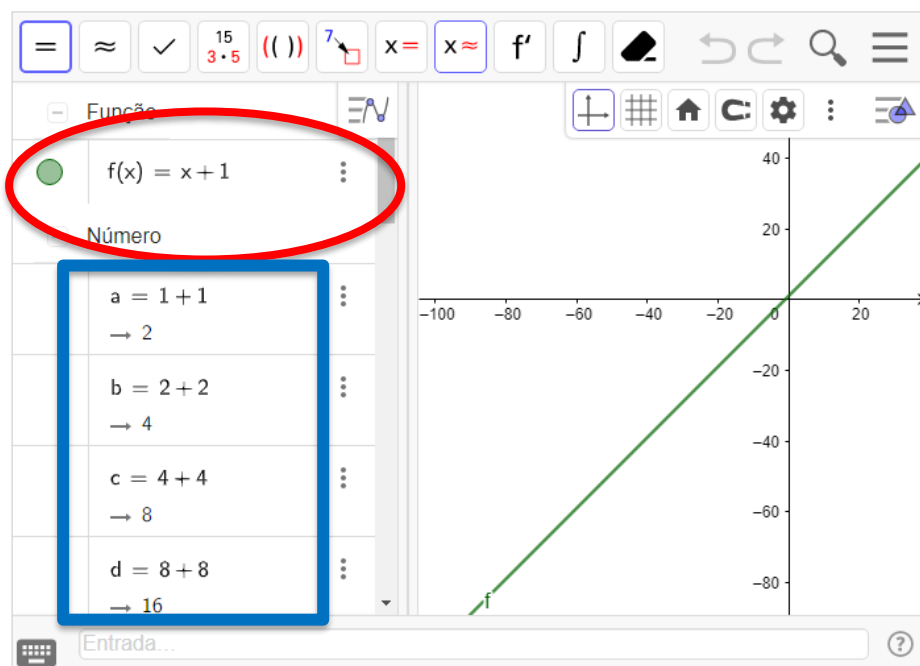 = ≈ ✓ 15 3·5 (( )) 7 x= x≈ f′ ∫
Função
f(x) = x + 1
Número
a = 1 + 1
→ 2
b = 2 + 2
→ 4
c = 4 + 4
→ 8
d = 8 + 8
→ 16
40
20
−100 −80 −60 −40 −20 0 20
−20
−40
−60
−80
f
Entrada...
?